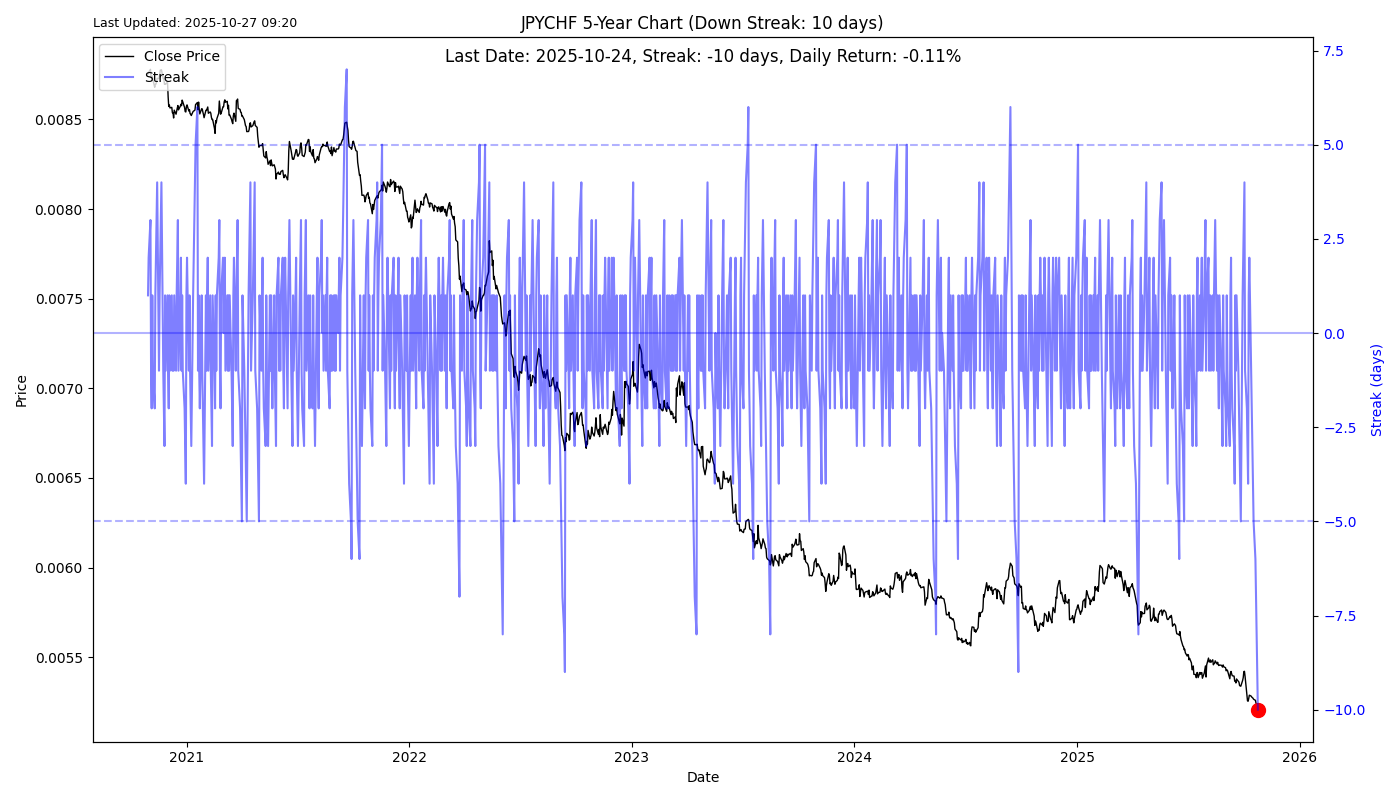 Last Updated: 2025-10-27 09:20
JPYCHF 5-Year Chart (Down Streak: 10 days)
Last Date: 2025-10-24, Streak: -10 days, Daily Return: -0.11%
Close Price
Streak
0.0085
0.0080
0.0075
0.0070
0.0065
0.0060
0.0055
Price
7.5
5.0
2.5
0.0
−2.5
−5.0
−7.5
−10.0
Streak (days)
2021
2022
2023
2024
2025
2026
Date